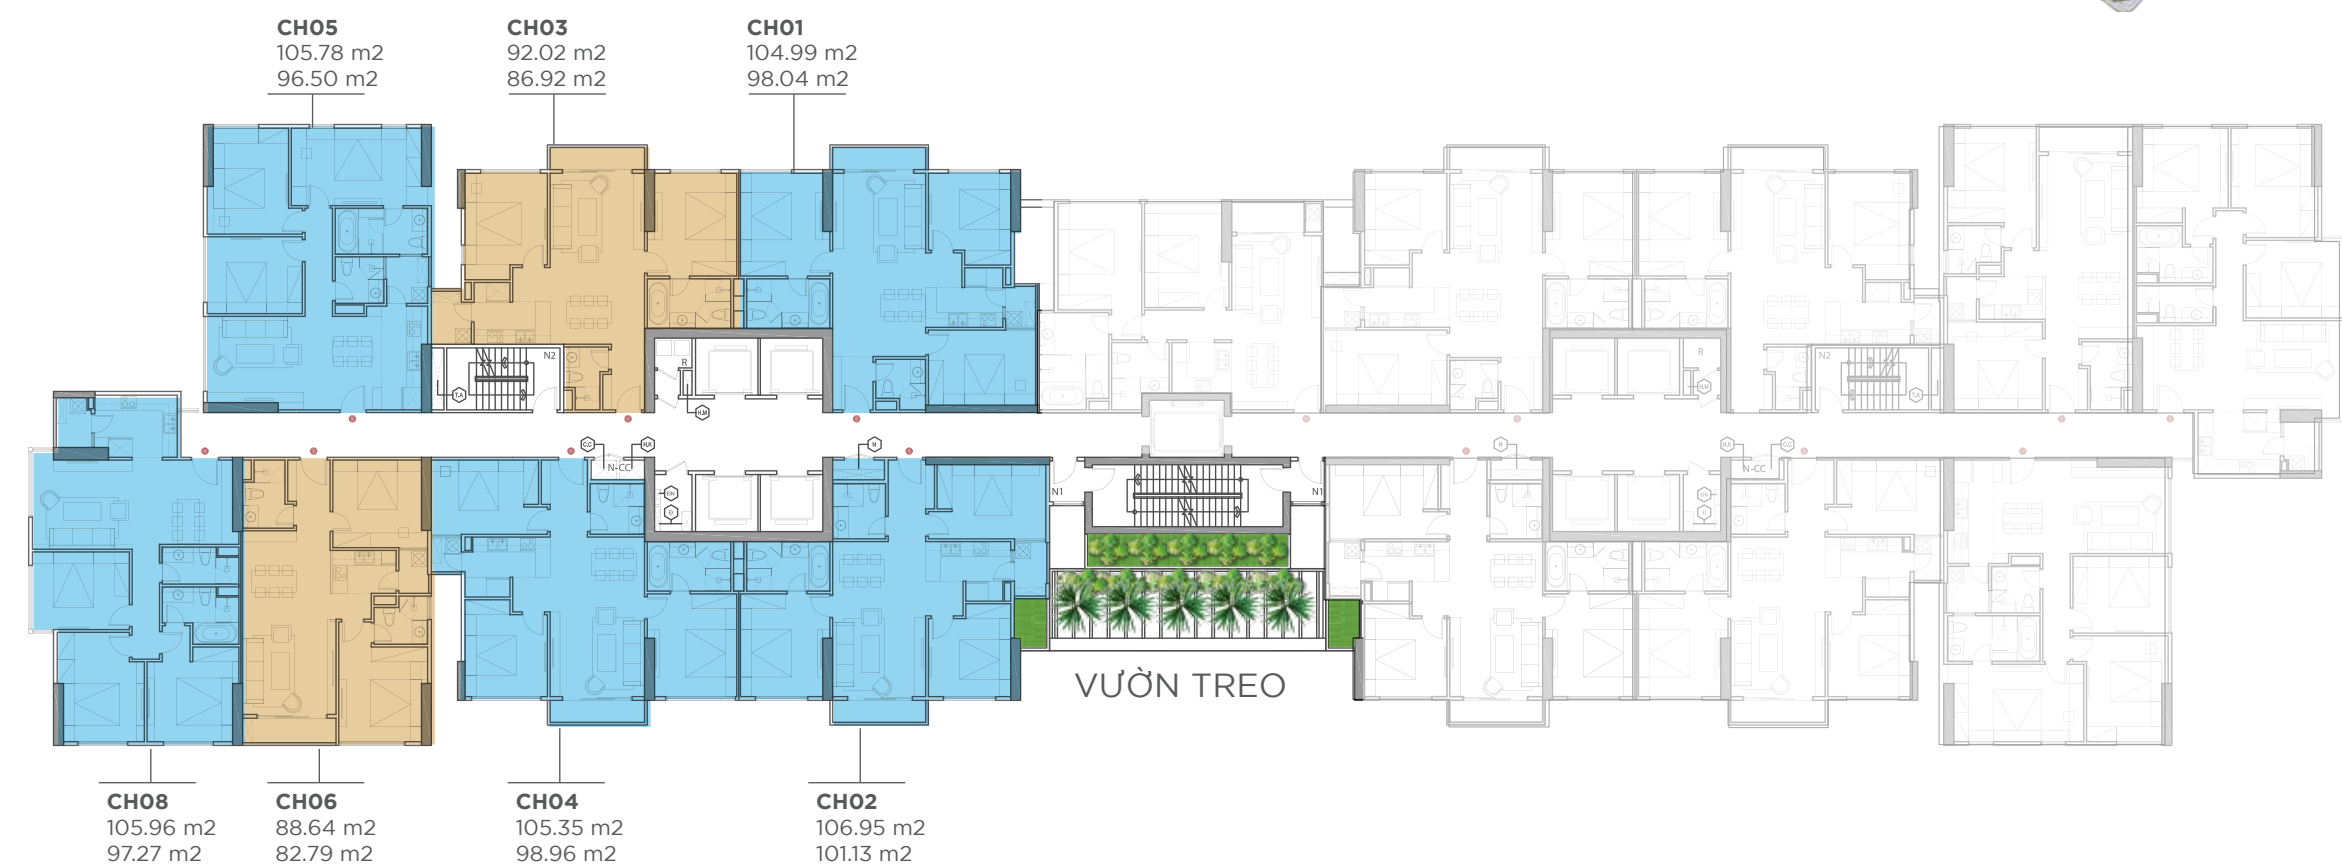 CH05
105.78 m2
96.50 m2
CH03
92.02 m2
86.92 m2
CH01
104.99 m2
98.04 m2
N2
R
T.A
H.M
R
H.M
N2
T.A
C.C
H.K
N-CC
N
N
H.K
C.C
N-CC
ĐN
Đ
N1
N1
ĐN
Đ
VƯỜN TREO
CH08
105.96 m2
97.27 m2
CH06
88.64 m2
82.79 m2
CH04
105.35 m2
98.96 m2
CH02
106.95 m2
101.13 m2